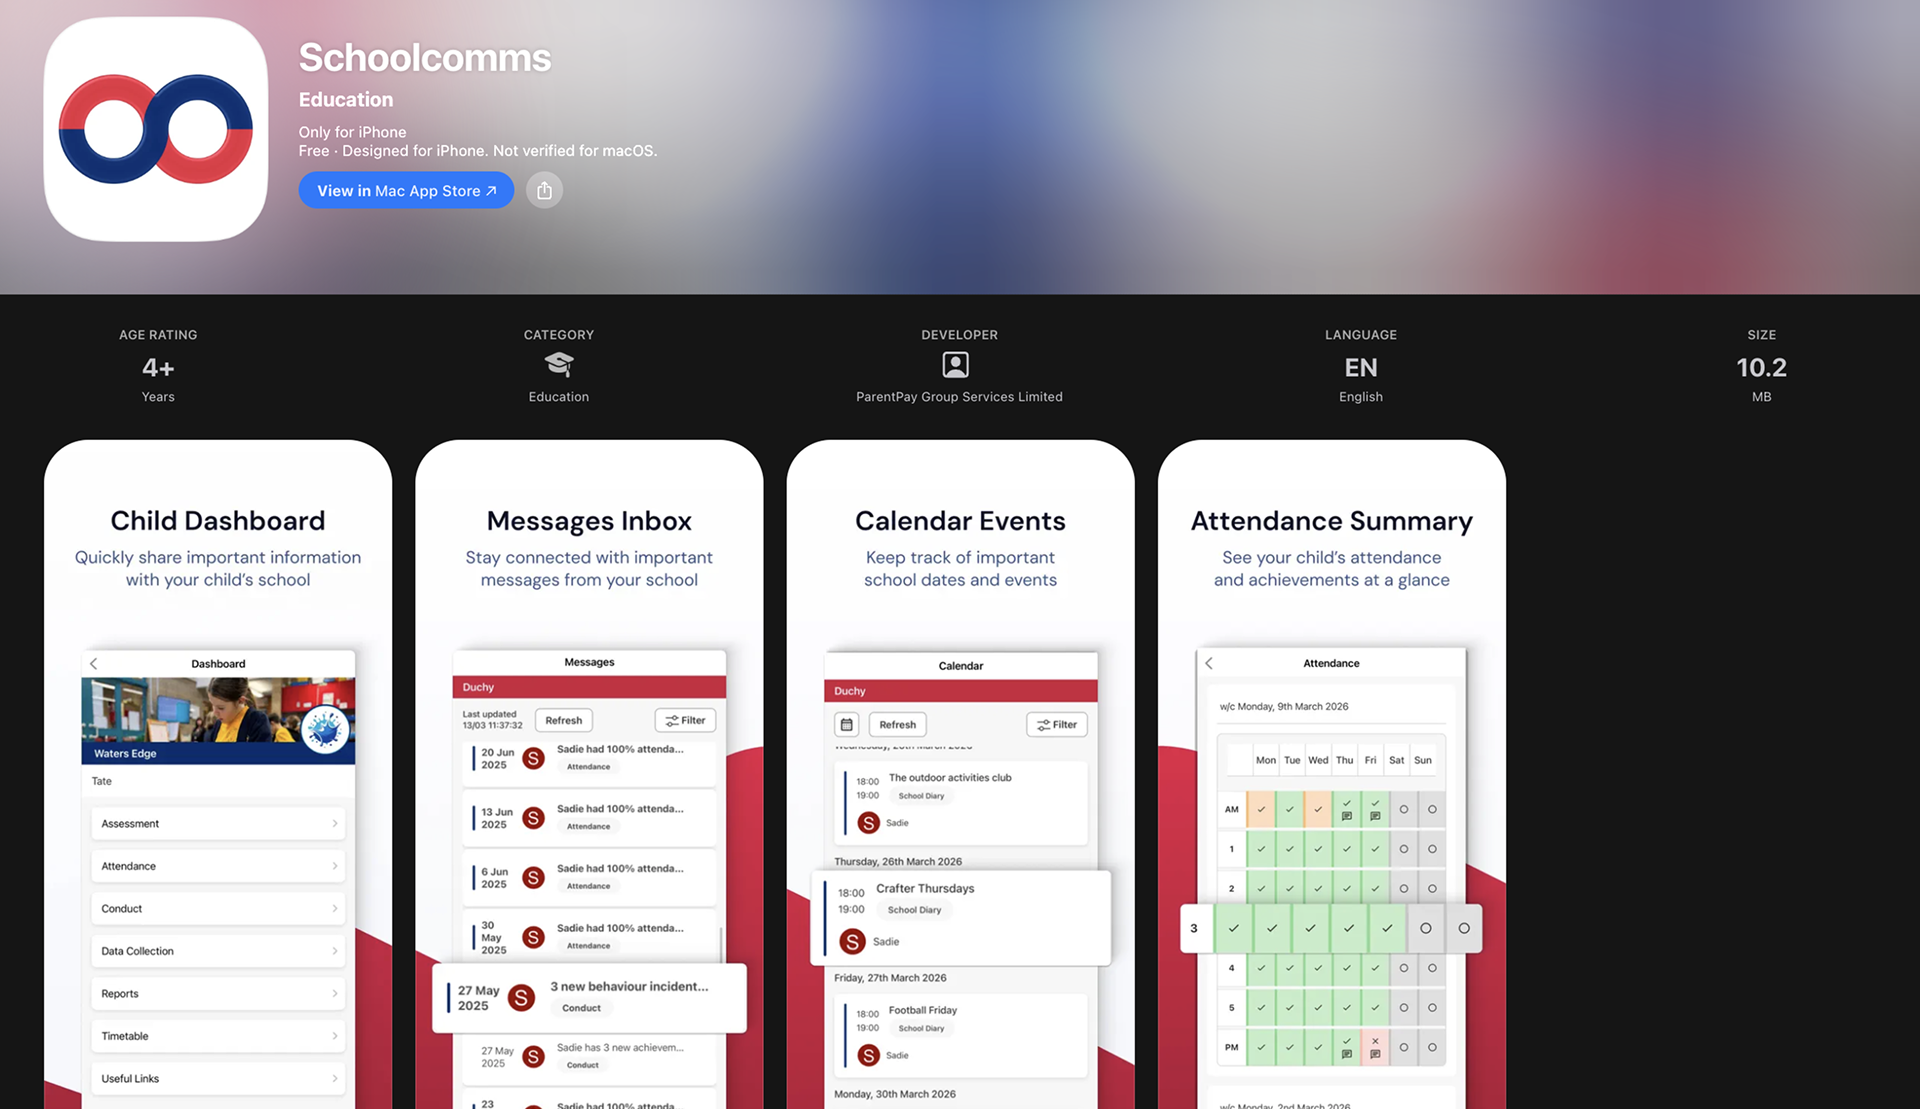 Schoolcomms
Education
Only for iPhone
Free · Designed for iPhone. Not verified for macOS.
View in Mac App Store ↗
AGE RATING
4+
Years
CATEGORY
Education
DEVELOPER
ParentPay Group Services Limited
LANGUAGE
EN
English
SIZE
10.2
MB
Child Dashboard
Quickly share important information
with your child's school
Dashboard
Waters Edge
Tate
Assessment
Attendance
Conduct
Data Collection
Reports
Timetable
Useful Links
Messages Inbox
Stay connected with important
messages from your school
Messages
Duchy
Last updated
13/03 11:37:32
Refresh
Filter
20 Jun
2025
S
Sadie had 100% attenda...
Attendance
13 Jun
2025
S
Sadie had 100% attenda...
Attendance
6 Jun
2025
S
Sadie had 100% attenda...
Attendance
30
May
2025
S
Sadie had 100% attenda...
Attendance
27 May
2025
S
3 new behaviour incident...
Conduct
27 May
2025
S
Sadie has 3 new achievem...
Conduct
23
Sadie had 100% attenda...
Calendar Events
Keep track of important
school dates and events
Calendar
Duchy
Refresh
Filter
March 2026
18:00
19:00
The outdoor activities club
School Diary
S
Sadie
Thursday, 26th March 2026
18:00
19:00
Crafter Thursdays
School Diary
S
Sadie
Friday, 27th March 2026
18:00
19:00
Football Friday
School Diary
S
Sadie
Monday, 30th March 2026
Attendance Summary
See your child's attendance
and achievements at a glance
Attendance
w/c Monday, 9th March 2026
Mon Tue Wed Thu Fri Sat Sun
AM
1
2
3
4
5
PM
w/c Monday, 2nd March 2026